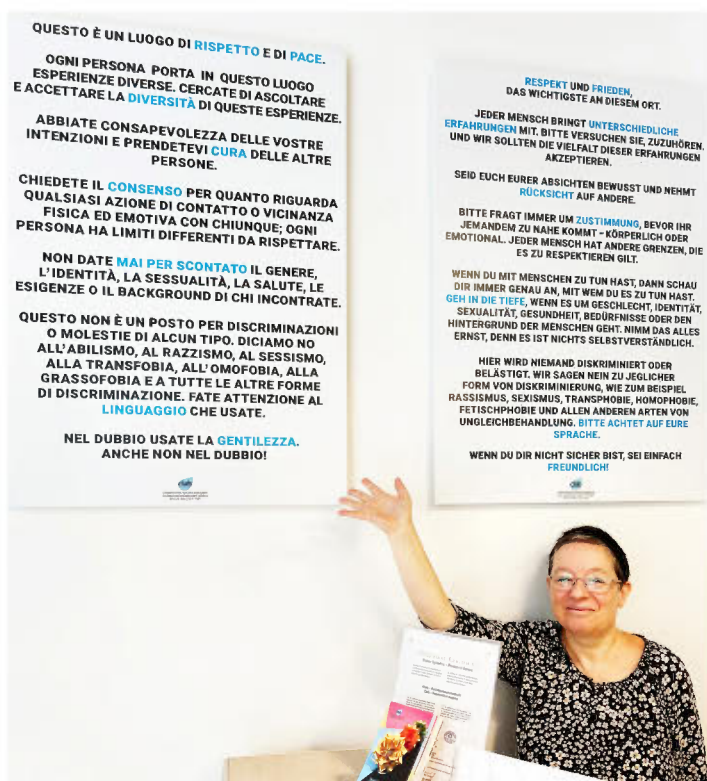 QUESTO È UN LUOGO DI RISPETTO E DI PACE.
OGNI PERSONA PORTA IN QUESTO LUOGO
ESPERIENZE DIVERSE. CERCATE DI ASCOLTARE
E ACCETTARE LA DIVERSITÀ DI QUESTE ESPERIENZE.
ABBIATE CONSAPEVOLEZZA DELLE VOSTRE
INTENZIONI E PRENDETEVI CURA DELLE ALTRE
PERSONE.
CHIEDETE IL CONSENSO PER QUANTO RIGUARDA
QUALSIASI AZIONE DI CONTATTO O VICINANZA
FISICA ED EMOTIVA CON CHIUNQUE; OGNI
PERSONA HA LIMITI DIFFERENTI DA RISPETTARE.
NON DATE MAI PER SCONTATO IL GENERE,
L'IDENTITÀ, LA SESSUALITÀ, LA SALUTE, LE
ESIGENZE O IL BACKGROUND DI CHI INCONTRATE.
QUESTO NON È UN POSTO PER DISCRIMINAZIONI
O MOLESTIE DI ALCUN TIPO. DICIAMO NO
ALL'ABILISMO, AL RAZZISMO, AL SESSISMO,
ALLA TRANSFOBIA, ALL'OMOFOBIA, ALLA
GRASSOFOBIA E A TUTTE LE ALTRE FORME
DI DISCRIMINAZIONE. FATE ATTENZIONE AL
LINGUAGGIO CHE USATE.
NEL DUBBIO USATE LA GENTILEZZA.
ANCHE NON NEL DUBBIO!
RESPEKT UND FRIEDEN,
DAS WICHTIGSTE AN DIESEM ORT.
JEDER MENSCH BRINGT UNTERSCHIEDLICHE
ERFAHRUNGEN MIT. BITTE VERSUCHEN SIE, ZUZUHÖREN.
UND WIR SOLLTEN DIE VIELFALT DIESER ERFAHRUNGEN
AKZEPTIEREN.
SEID EUCH EURER ABSICHTEN BEWUSST UND NEHMT
RÜCKSICHT AUF ANDERE.
BITTE FRAGT IMMER UM ZUSTIMMUNG, BEVOR IHR
JEMANDEM ZU NAHE KOMMT – KÖRPERLICH ODER
EMOTIONAL. JEDER MENSCH HAT ANDERE GRENZEN, DIE
ES ZU RESPEKTIEREN GILT.
WENN DU MIT MENSCHEN ZU TUN HAST, DANN SCHAU
DIR IMMER GENAU AN, MIT WEM DU ES ZU TUN HAST.
GEH IN DIE TIEFE, WENN ES UM GESCHLECHT, IDENTITÄT,
SEXUALITÄT, GESUNDHEIT, BEDÜRFNISSE ODER DEN
HINTERGRUND DER MENSCHEN GEHT. NIMM DAS ALLES
ERNST, DENN ES IST NICHTS SELBSTVERSTÄNDLICH.
HIER WIRD NIEMAND DISKRIMINIERT ODER
BELÄSTIGT. WIR SAGEN NEIN ZU JEGLICHER
FORM VON DISKRIMINIERUNG, WIE ZUM BEISPIEL
RASSISMUS, SEXISMUS, TRANSPHOBIE, HOMOPHOBIE,
FETISCHPHOBIE UND ALLEN ANDEREN ARTEN VON
UNGLEICHBEHANDLUNG. BITTE ACHTET AUF EURE
SPRACHE.
WENN DU DIR NICHT SICHER BIST, SEI EINFACH
FREUNDLICH!